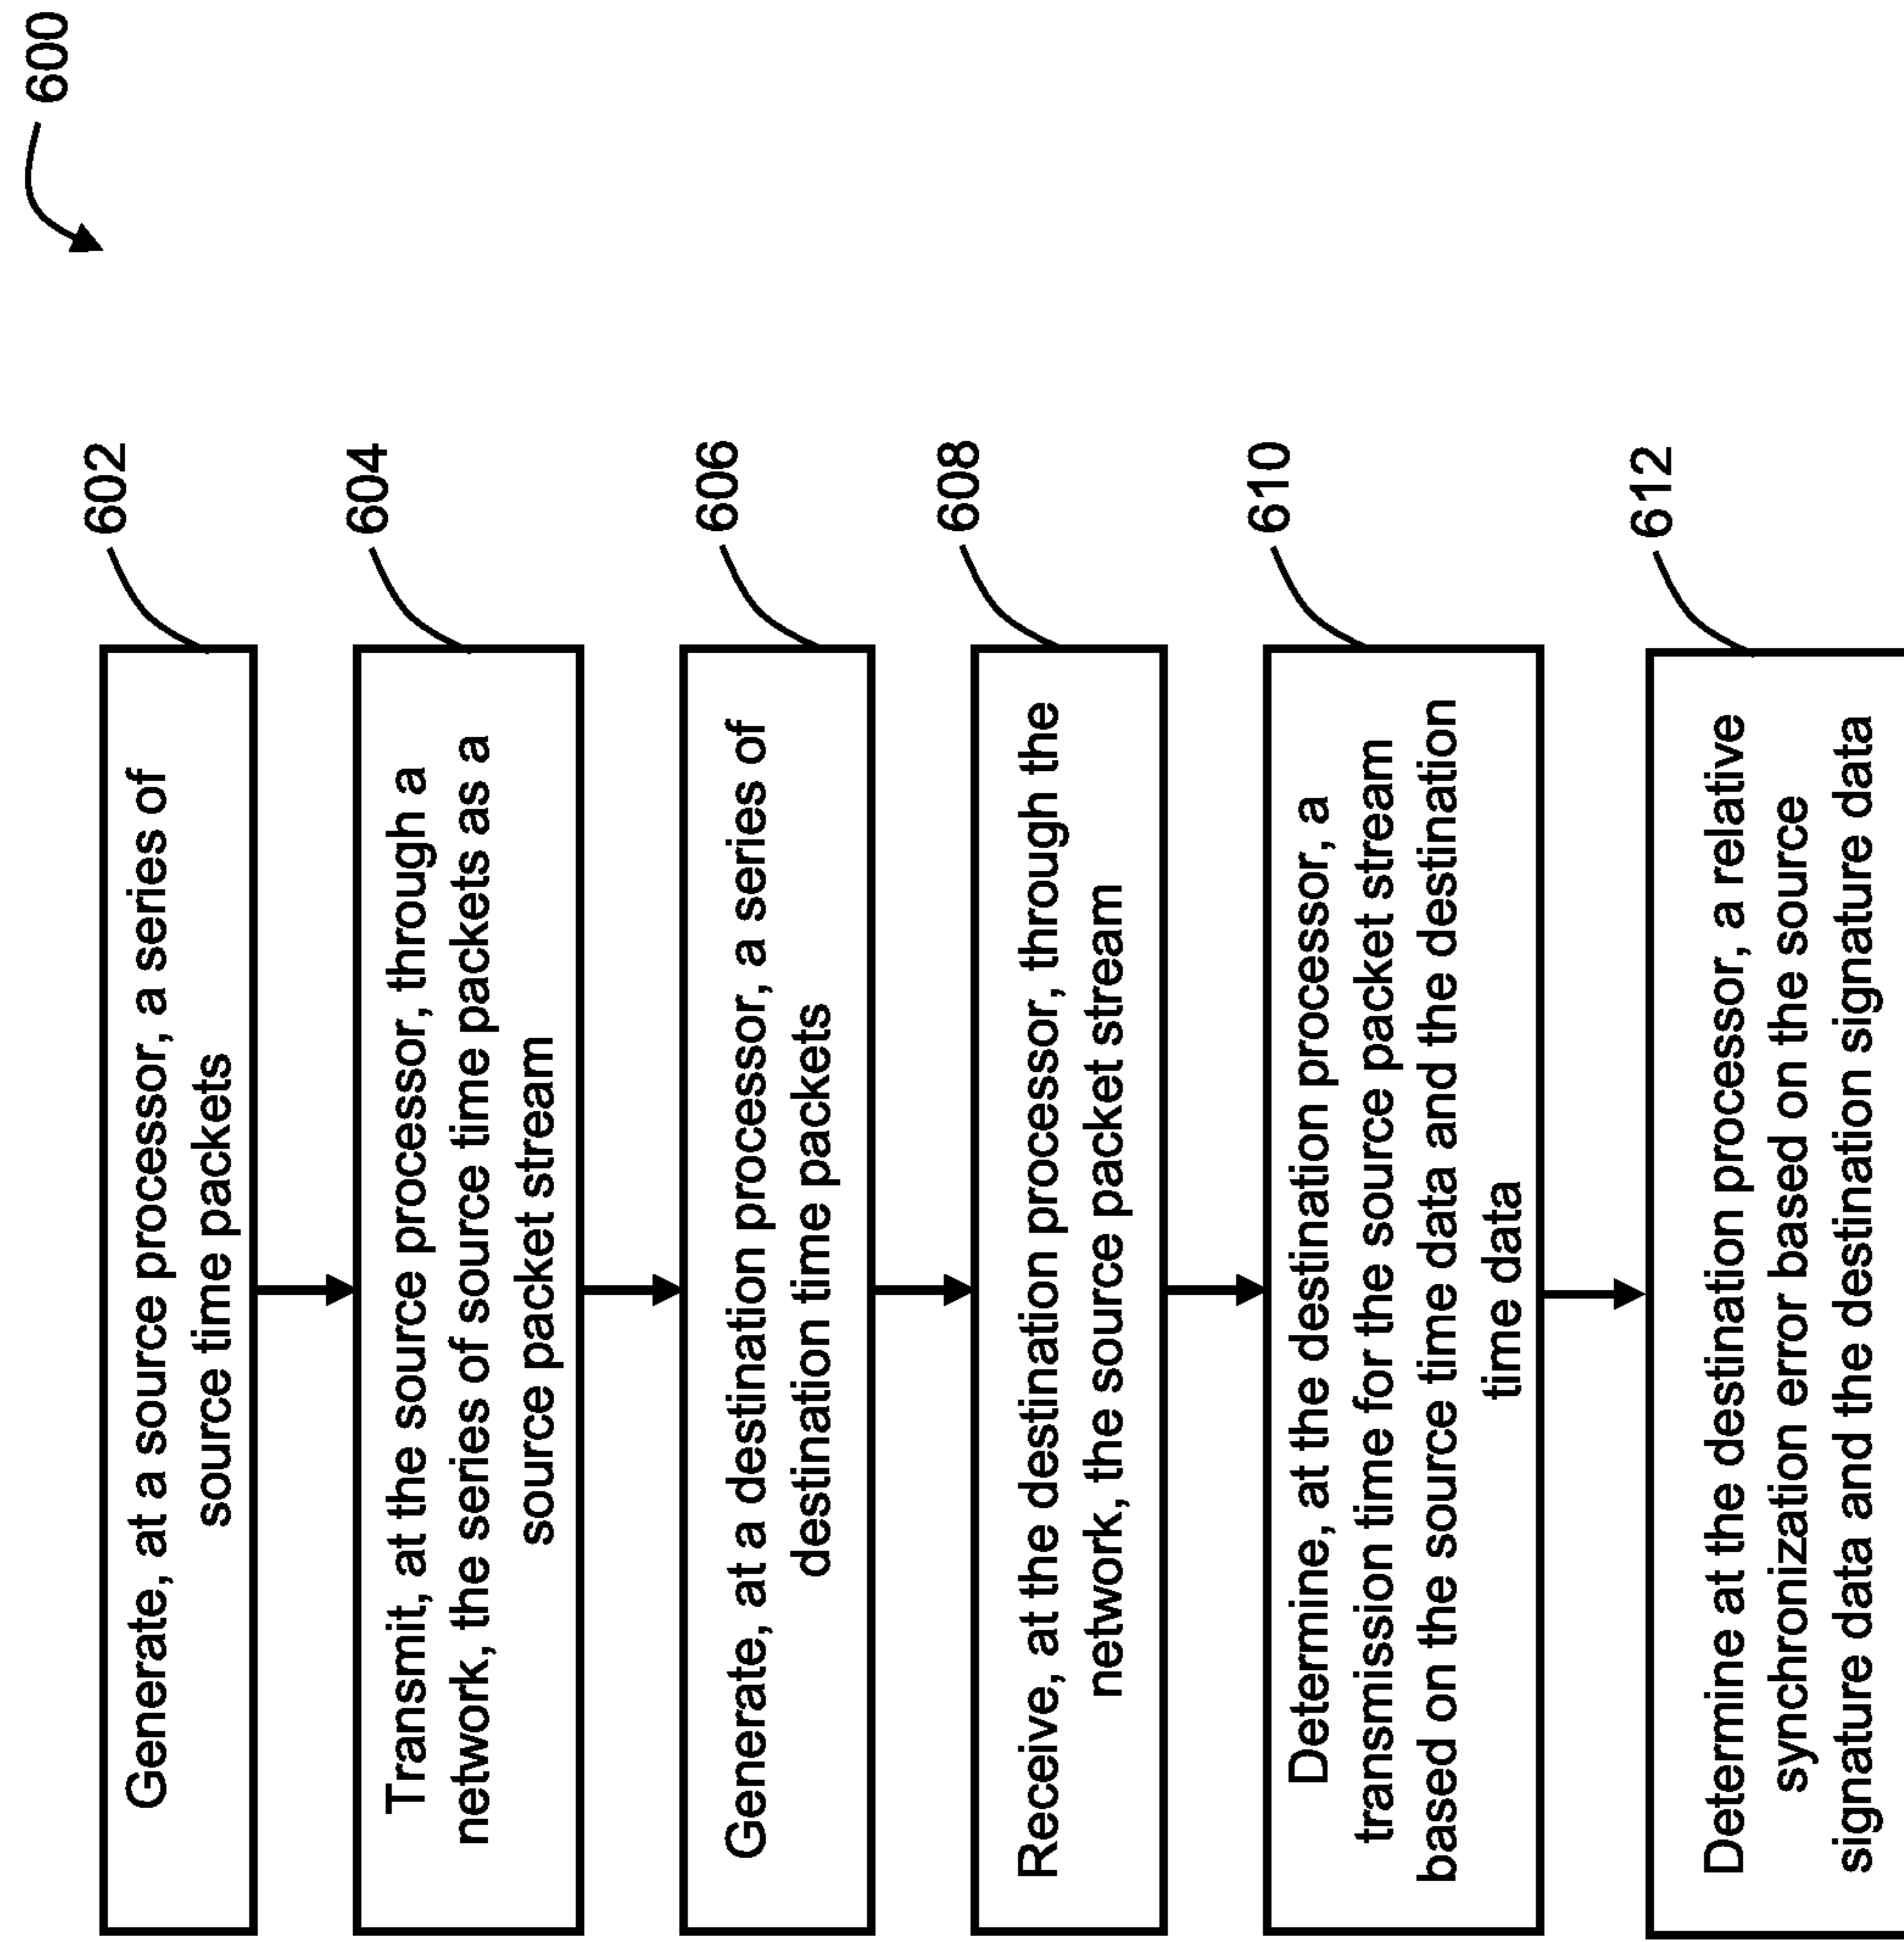 600
602
Generate, at a source processor, a series of
source time packets
604
Transmit, at the source processor, through a
network, the series of source time packets as a
source packet stream
606
Generate, at a destination processor, a series of
destination time packets
608
Receive, at the destination processor, through the
network, the source packet stream
610
Determine, at the destination processor, a
transmission time for the source packet stream
based on the source time data and the destination
time data
612
Determine at the destination processor, a relative
synchronization error based on the source
signature data and the destination signature data